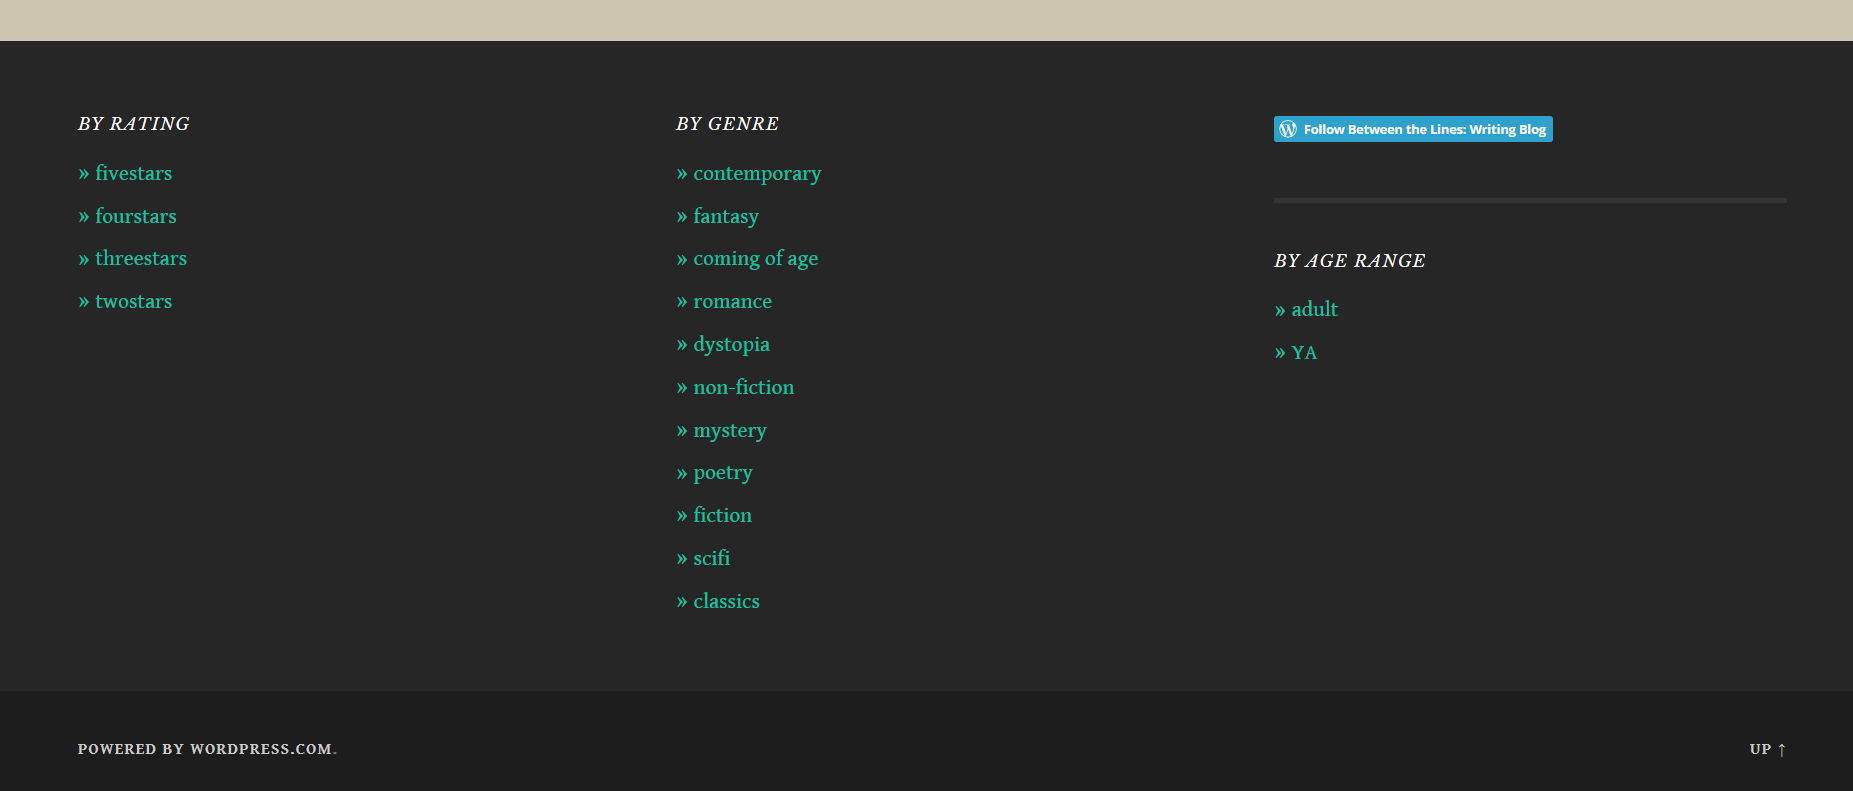 BY RATING
» fivestars
» fourstars
» threestars
» twostars
BY GENRE
» contemporary
» fantasy
» coming of age
» romance
» dystopia
» non-fiction
» mystery
» poetry
» fiction
» scifi
» classics
Follow Between the Lines: Writing Blog
BY AGE RANGE
» adult
» YA
POWERED BY WORDPRESS.COM.
UP ↑